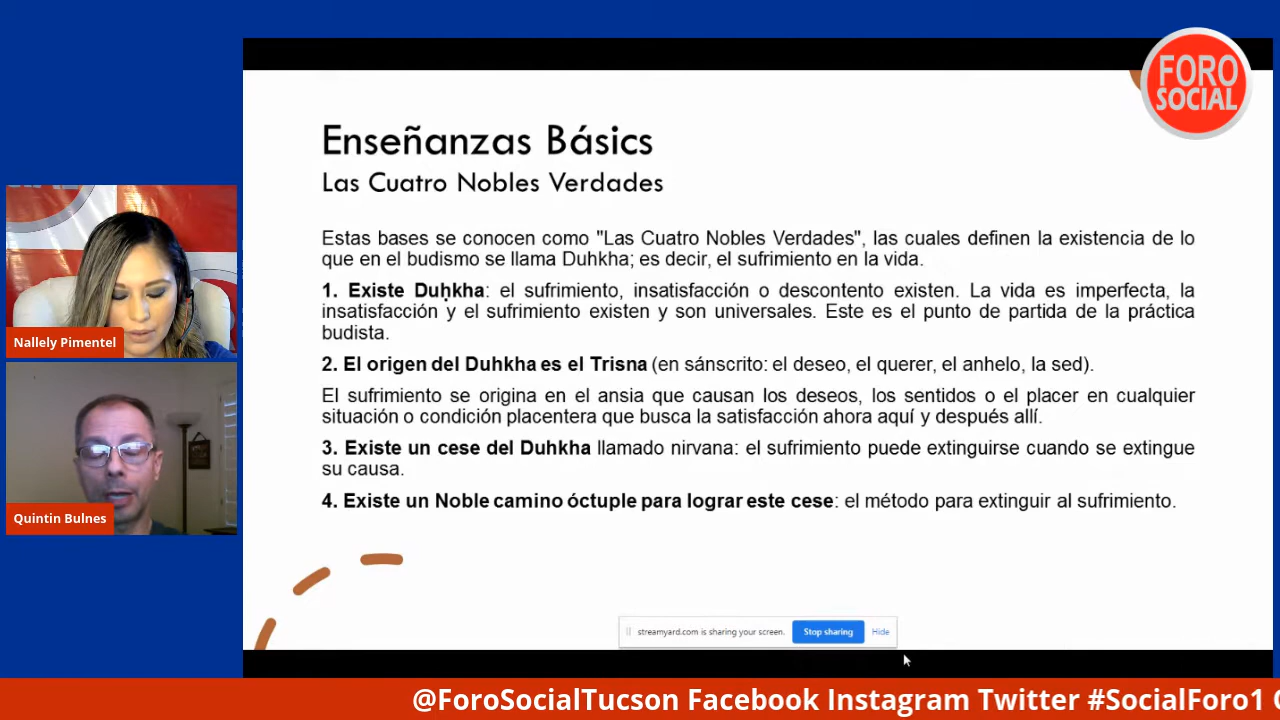 FORO
SOCIAL
Enseñanzas Básics
Las Cuatro Nobles Verdades
Estas bases se conocen como "Las Cuatro Nobles Verdades", las cuales definen la existencia de lo
que en el budismo se llama Duhkha; es decir, el sufrimiento en la vida.
1. Existe Duḥkha: el sufrimiento, insatisfacción o descontento existen. La vida es imperfecta, la
insatisfacción y el sufrimiento existen y son universales. Este es el punto de partida de la práctica
budista.
2. El origen del Duhkha es el Trisna (en sánscrito: el deseo, el querer, el anhelo, la sed).
El sufrimiento se origina en el ansia que causan los deseos, los sentidos o el placer en cualquier
situación o condición placentera que busca la satisfacción ahora aquí y después allí.
3. Existe un cese del Duhkha llamado nirvana: el sufrimiento puede extinguirse cuando se extingue
su causa.
4. Existe un Noble camino óctuple para lograr este cese: el método para extinguir al sufrimiento.
Nallely Pimentel
Quintin Bulnes
streamyard.com is sharing your screen. Stop sharing Hide
@ForoSocialTucson Facebook Instagram Twitter #SocialForo1